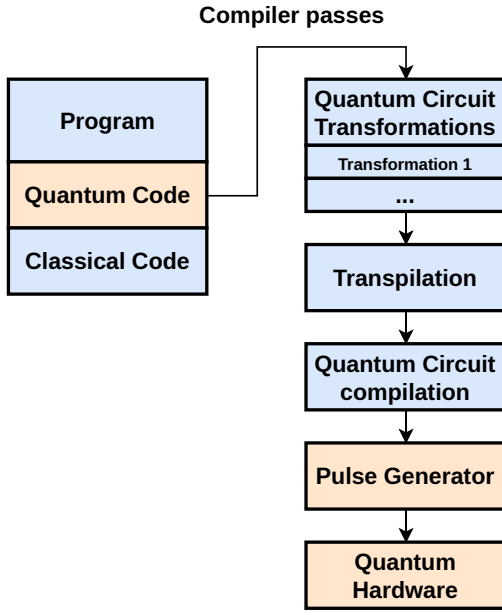 Compiler passes
Program
Quantum Code
Classical Code
Quantum Circuit
Transformations
Transformation 1
...
Transpilation
Quantum Circuit
compilation
Pulse Generator
Quantum
Hardware